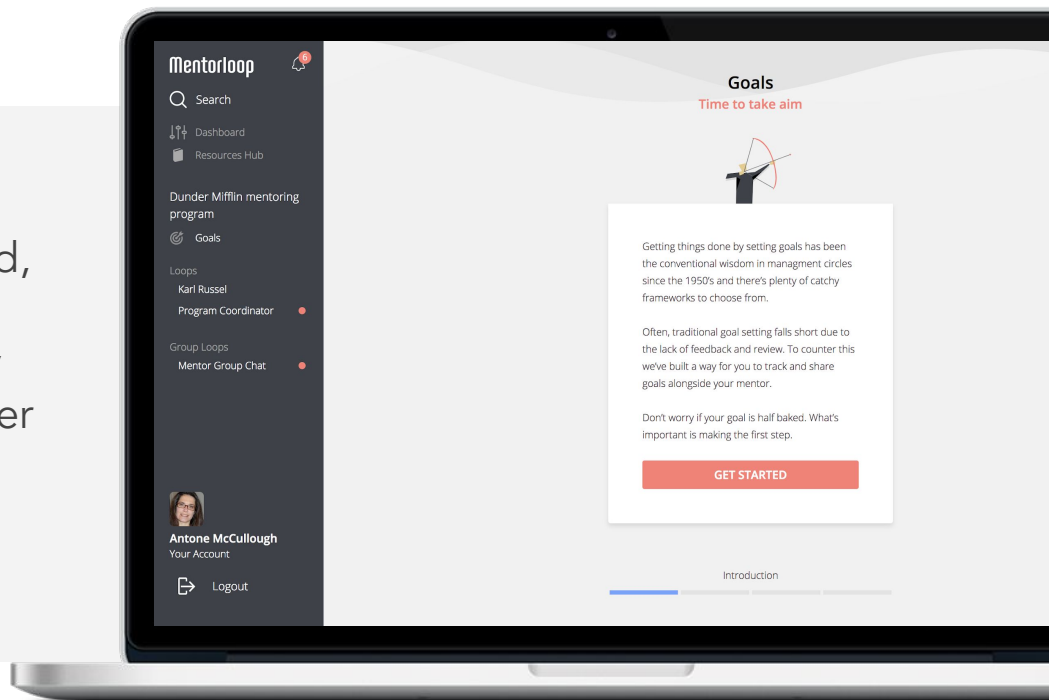 d,
er
Mentorloop
6
Search
Dashboard
Resources Hub
Dunder Mifflin mentoring
program
Goals
Loops
Karl Russel
Program Coordinator
Group Loops
Mentor Group Chat
Antone McCullough
Your Account
Logout
Goals
Time to take aim
Getting things done by setting goals has been
the conventional wisdom in managment circles
since the 1950's and there's plenty of catchy
frameworks to choose from.
Often, traditional goal setting falls short due to
the lack of feedback and review. To counter this
we've built a way for you to track and share
goals alongside your mentor.
Don't worry if your goal is half baked. What's
important is making the first step.
GET STARTED
Introduction